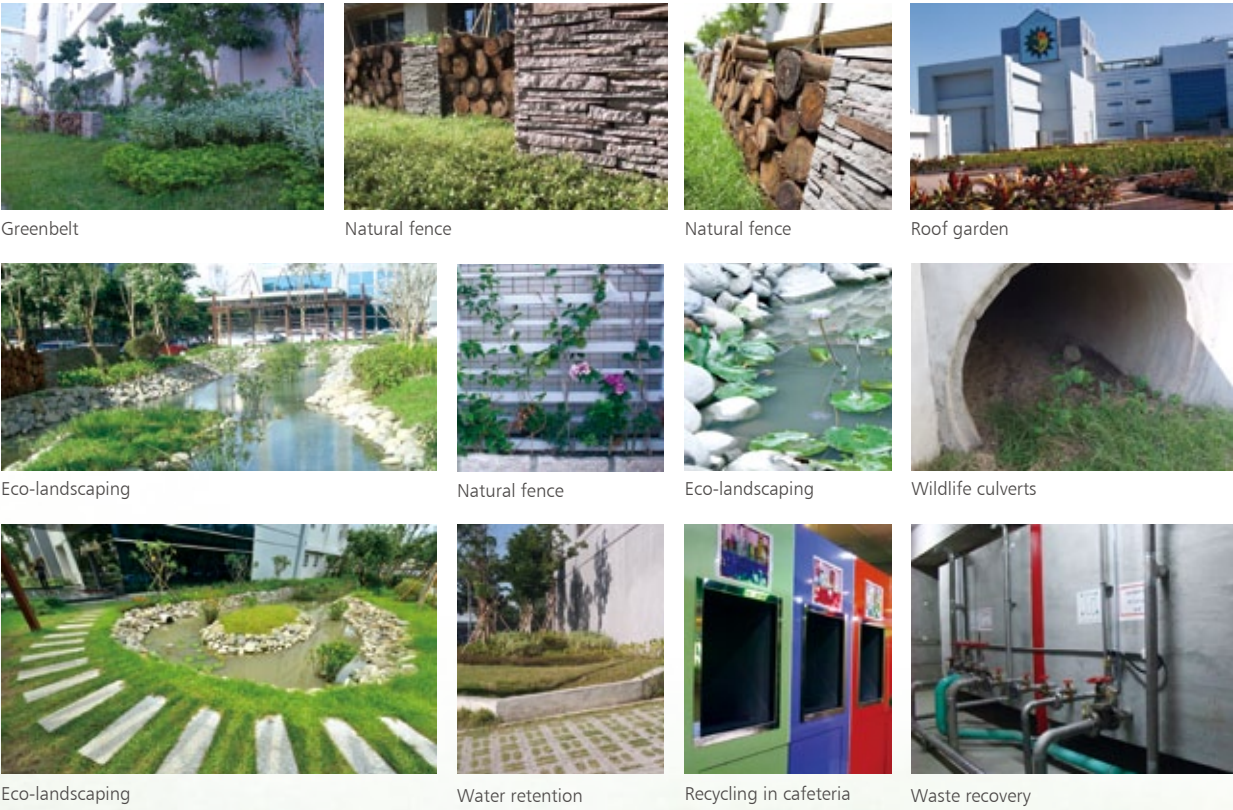 Greenbelt
Natural fence
Natural fence
Roof garden
Eco-landscaping
Natural fence
Eco-landscaping
Wildlife culverts
Eco-landscaping
Water retention
Recycling in cafeteria
Waste recovery